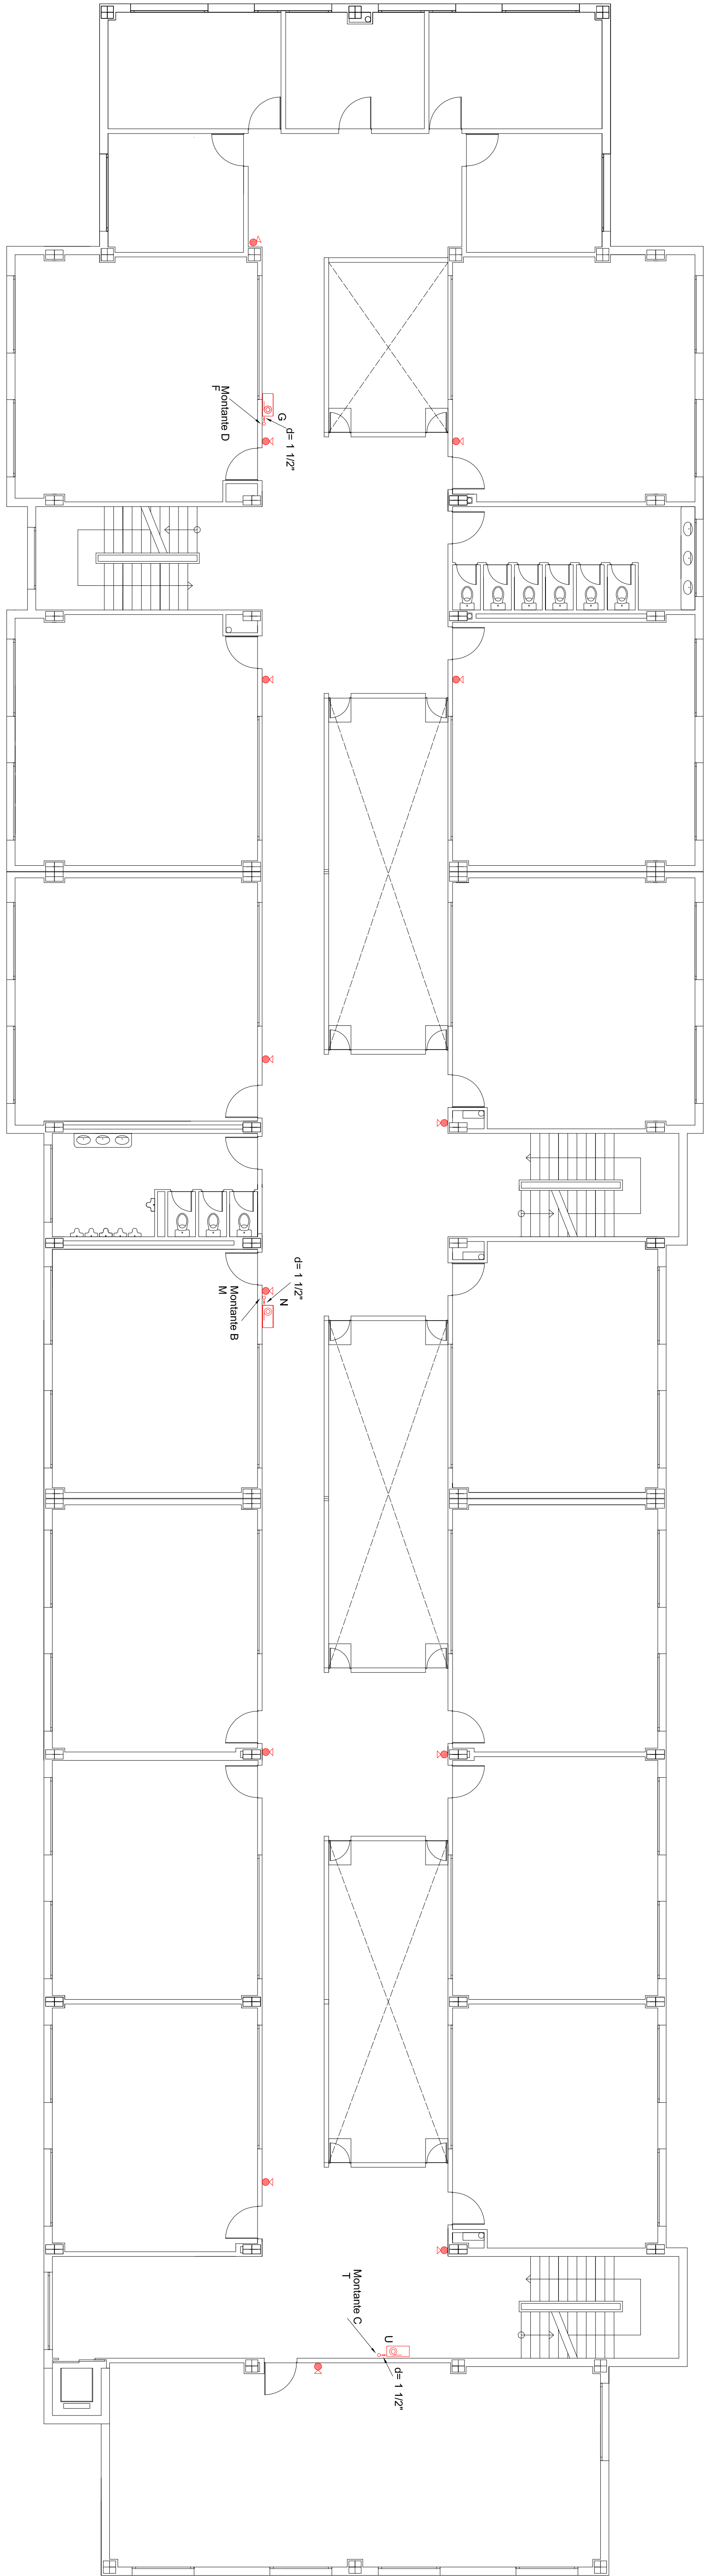 G
d= 1 1/2"
Montante D
F
d= 1 1/2"
N
Montante B
M
Montante C
T
U
d= 1 1/2"